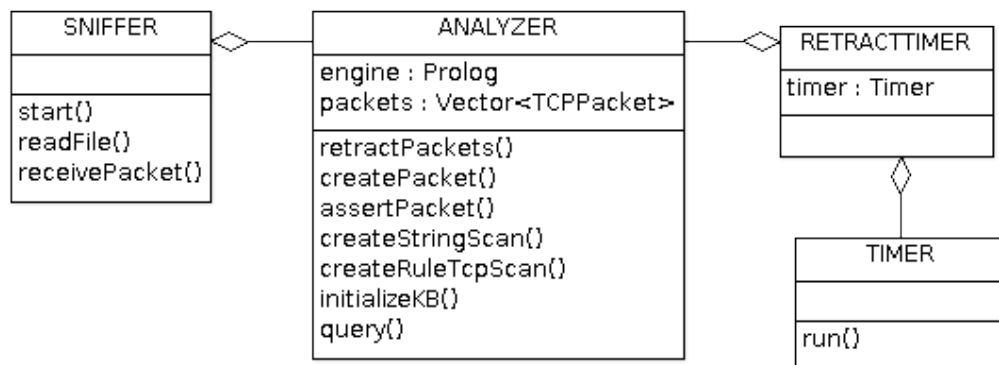 SNIFFER
start()
readFile()
receivePacket()
ANALYZER
engine : Prolog
packets : Vector<TCPPacket>
retractPackets()
createPacket()
assertPacket()
createStringScan()
createRuleTcpScan()
initializeKB()
query()
RETRACTTIMER
timer : Timer
TIMER
run()